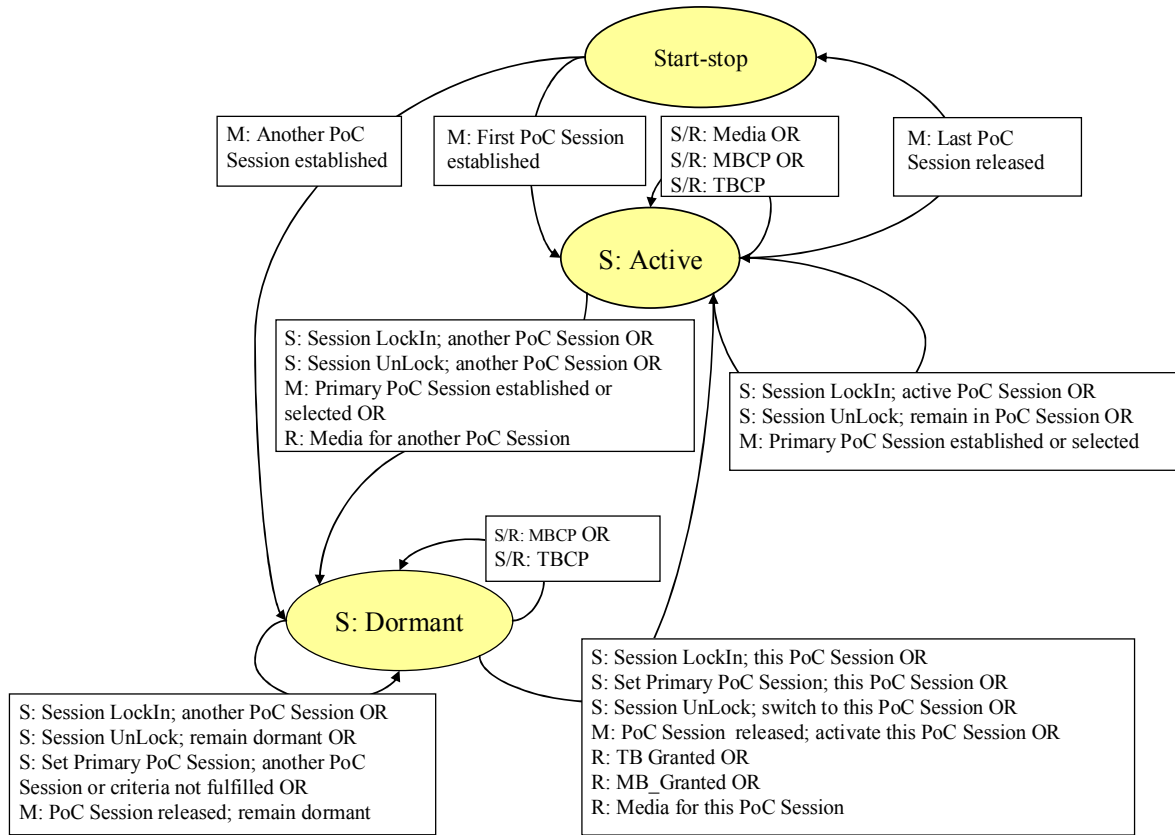 Start-stop
M: Another PoC
Session established
M: First PoC Session
established
S/R: Media OR
S/R: MBCP OR
S/R: TBCP
M: Last PoC
Session released
S: Active
S: Session LockIn; another PoC Session OR
S: Session UnLock; another PoC Session OR
M: Primary PoC Session established or
selected OR
R: Media for another PoC Session
S: Session LockIn; active PoC Session OR
S: Session UnLock; remain in PoC Session OR
M: Primary PoC Session established or selected
S/R: MBCP OR
S/R: TBCP
S: Dormant
S: Session LockIn; this PoC Session OR
S: Set Primary PoC Session; this PoC Session OR
S: Session UnLock; switch to this PoC Session OR
M: PoC Session released; activate this PoC Session OR
R: TB Granted OR
R: MB_Granted OR
R: Media for this PoC Session
S: Session LockIn; another PoC Session OR
S: Session UnLock; remain dormant OR
S: Set Primary PoC Session; another PoC
Session or criteria not fulfilled OR
M: PoC Session released; remain dormant